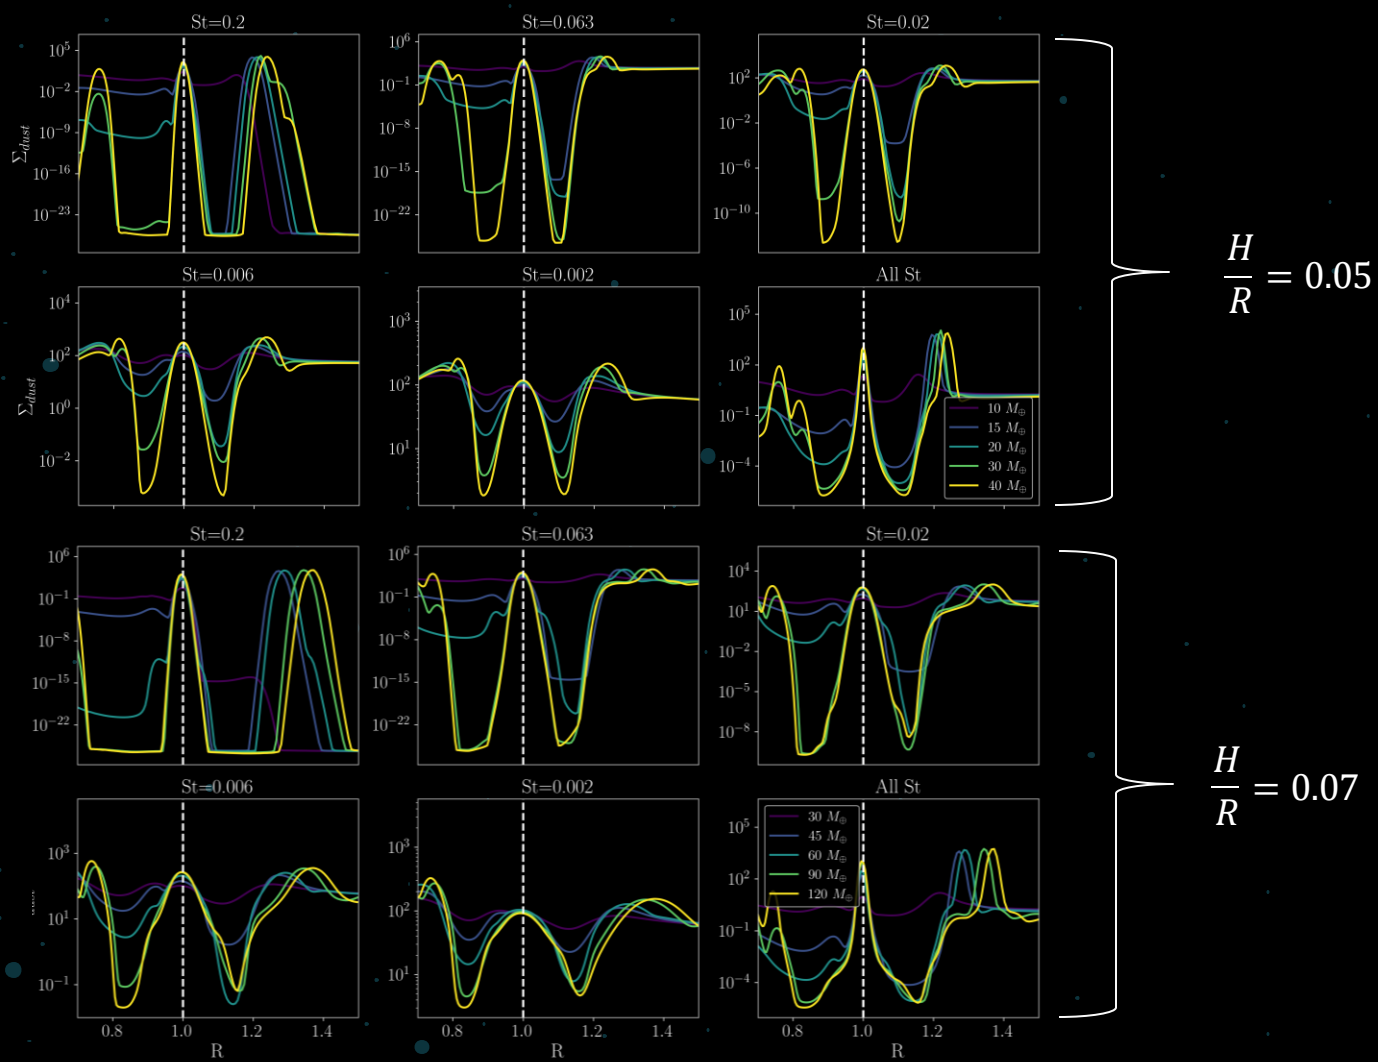 St=0.2
St=0.063
St=0.02
10^5
10^-2
10^-9
10^-16
10^-23
Σ_dust
10^6
10^-1
10^-8
10^-15
10^-22
10^2
10^-2
10^-6
10^-10
St=0.006
St=0.002
All St
10^4
10^2
10^0
10^-2
Σ_dust
10^3
10^2
10^1
10^5
10^2
10^-1
10^-4
10 M⊕
15 M⊕
20 M⊕
30 M⊕
40 M⊕
H/R = 0.05
St=0.2
St=0.063
St=0.02
10^6
10^-1
10^-8
10^-15
10^-22
10^6
10^-1
10^-8
10^-15
10^-22
10^4
10^1
10^-2
10^-5
10^-8
St=0.006
St=0.002
All St
10^3
10^1
10^-1
10^3
10^2
10^1
10^5
10^2
10^-1
10^-4
30 M⊕
45 M⊕
60 M⊕
90 M⊕
120 M⊕
0.8 1.0 1.2 1.4
0.8 1.0 1.2 1.4
0.8 1.0 1.2 1.4
R
R
R
H/R = 0.07